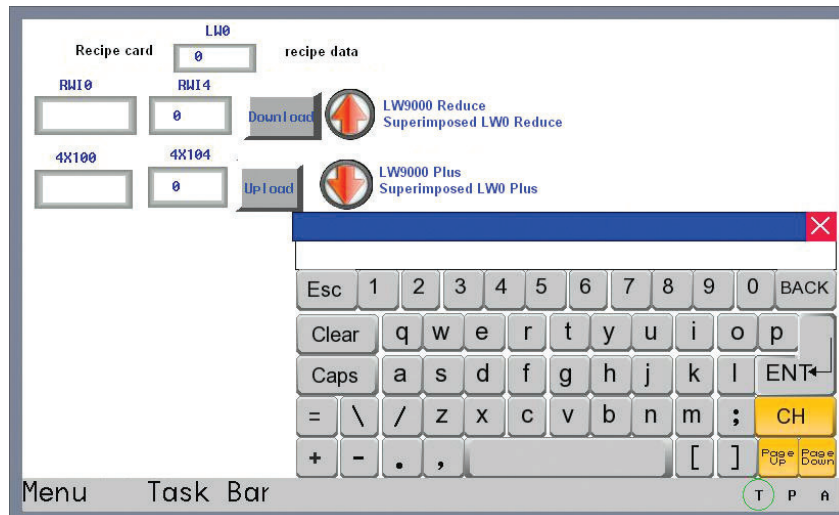 LW0
Recipe card 0 recipe data
RWI0 RWI4
0 Download LW9000 Reduce
Superimposed LW0 Reduce
4X100 4X104
0 Upload LW9000 Plus
Superimposed LW0 Plus
Esc 1 2 3 4 5 6 7 8 9 0 BACK
Clear q w e r t y u i o p
Caps a s d f g h j k l ENT
= \ / z x c v b n m ; CH
+ - . , [ ] Page Up Page Down
Menu Task Bar T P A